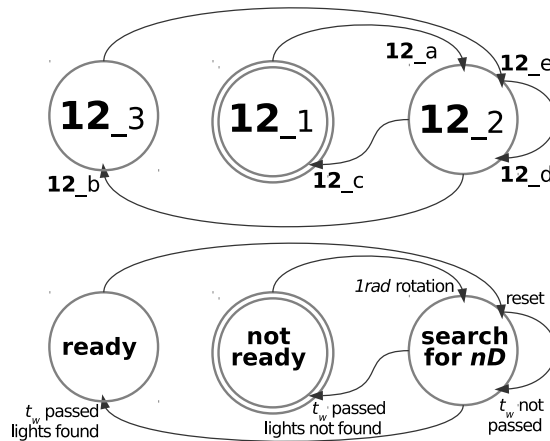 12_a
12_e
12_3
12_1
12_2
12_b
12_c
12_d
1rad rotation
reset
ready
not
ready
search
for nD
t_w passed
lights found
t_w passed
lights not found
t_w not
passed